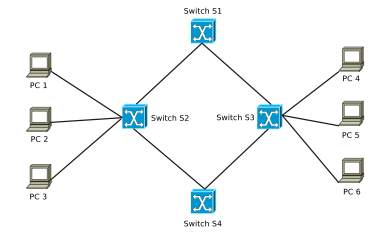 Switch S1
PC 1
PC 4
Switch S2
Switch S3
PC 2
PC 5
PC 3
PC 6
Switch S4